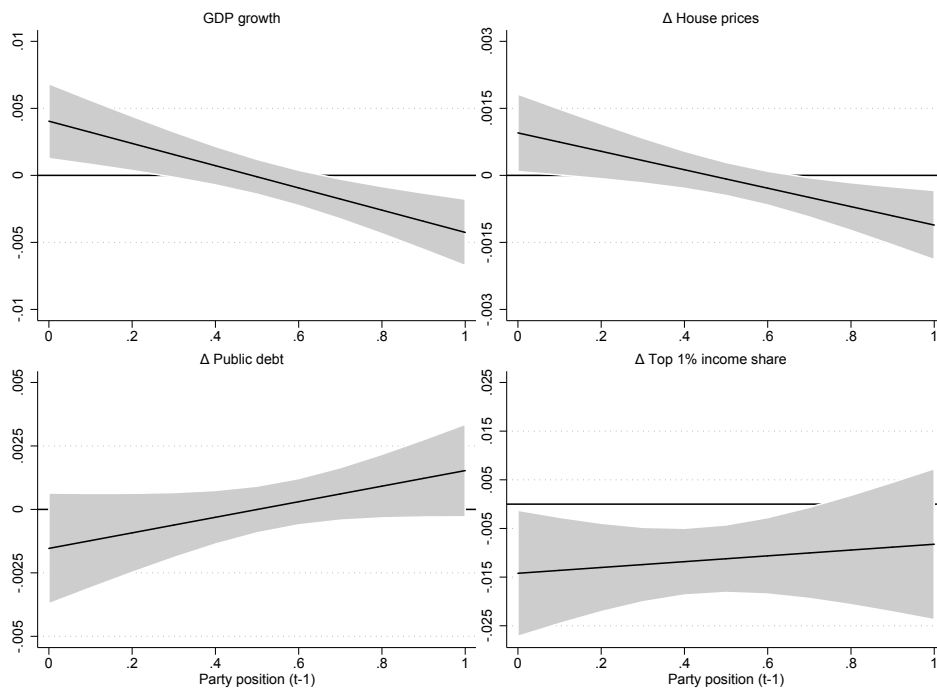 GDP growth
.01
.005
0
-.005
-.01
0 .2 .4 .6 .8 1
Δ House prices
.003
.0015
0
-.0015
-.003
0 .2 .4 .6 .8 1
Δ Public debt
.005
.0025
0
-.0025
-.005
0 .2 .4 .6 .8 1
Party position (t-1)
Δ Top 1% income share
.025
.015
.005
-.005
-.015
-.025
0 .2 .4 .6 .8 1
Party position (t-1)